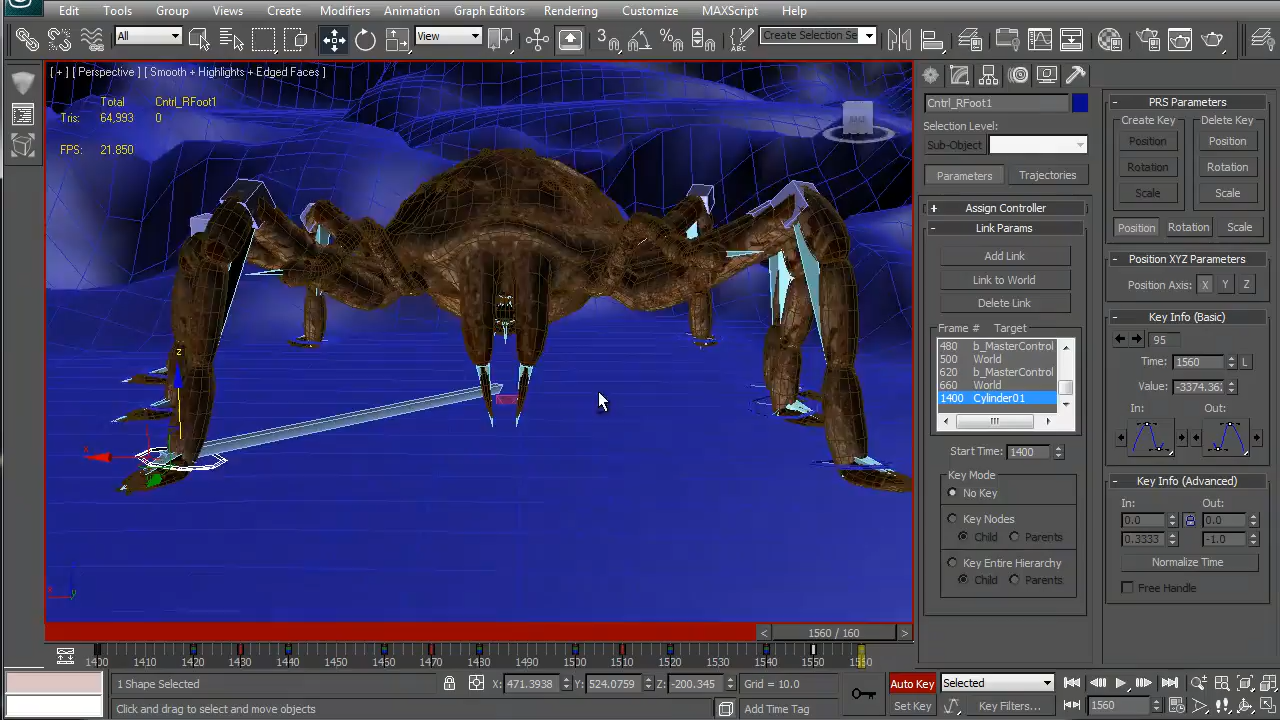 Edit Tools Group Views Create Modifiers Animation Graph Editors Rendering Customize MAXScript Help
All View 3 Create Selection Se
[ + ] [ Perspective ] [ Smooth + Highlights + Edged Faces ]
Total Cntrl_RFoot1
Tris: 64,993 0
FPS: 21.850
z
x
x y
Cntrl_RFoot1
Selection Level:
Sub-Object
Parameters Trajectories
+ Assign Controller
- Link Params
Add Link
Link to World
Delete Link
Frame # Target
480 b_MasterControl
500 World
620 b_MasterControl
660 World
1400 Cylinder01
Start Time: 1400
Key Mode
No Key
Key Nodes
Child Parents
Key Entire Hierarchy
Child Parents
- PRS Parameters
Create Key Delete Key
Position Position
Rotation Rotation
Scale Scale
Position Rotation Scale
- Position XYZ Parameters
Position Axis: X Y Z
- Key Info (Basic)
95
Time: 1560 L
Value: -3374.36
In: Out:
- Key Info (Advanced)
In: Out:
0.0 0.0
0.3333 -1.0
Normalize Time
Free Handle
< 1560 / 160 >
1400 1410 1420 1430 1440 1450 1460 1470 1480 1490 1500 1510 1520 1530 1540 1550
1 Shape Selected X: 471.3938 Y: 524.0759 Z: -200.345 Grid = 10.0 Auto Key Selected
Click and drag to select and move objects Add Time Tag Set Key Key Filters... 1560